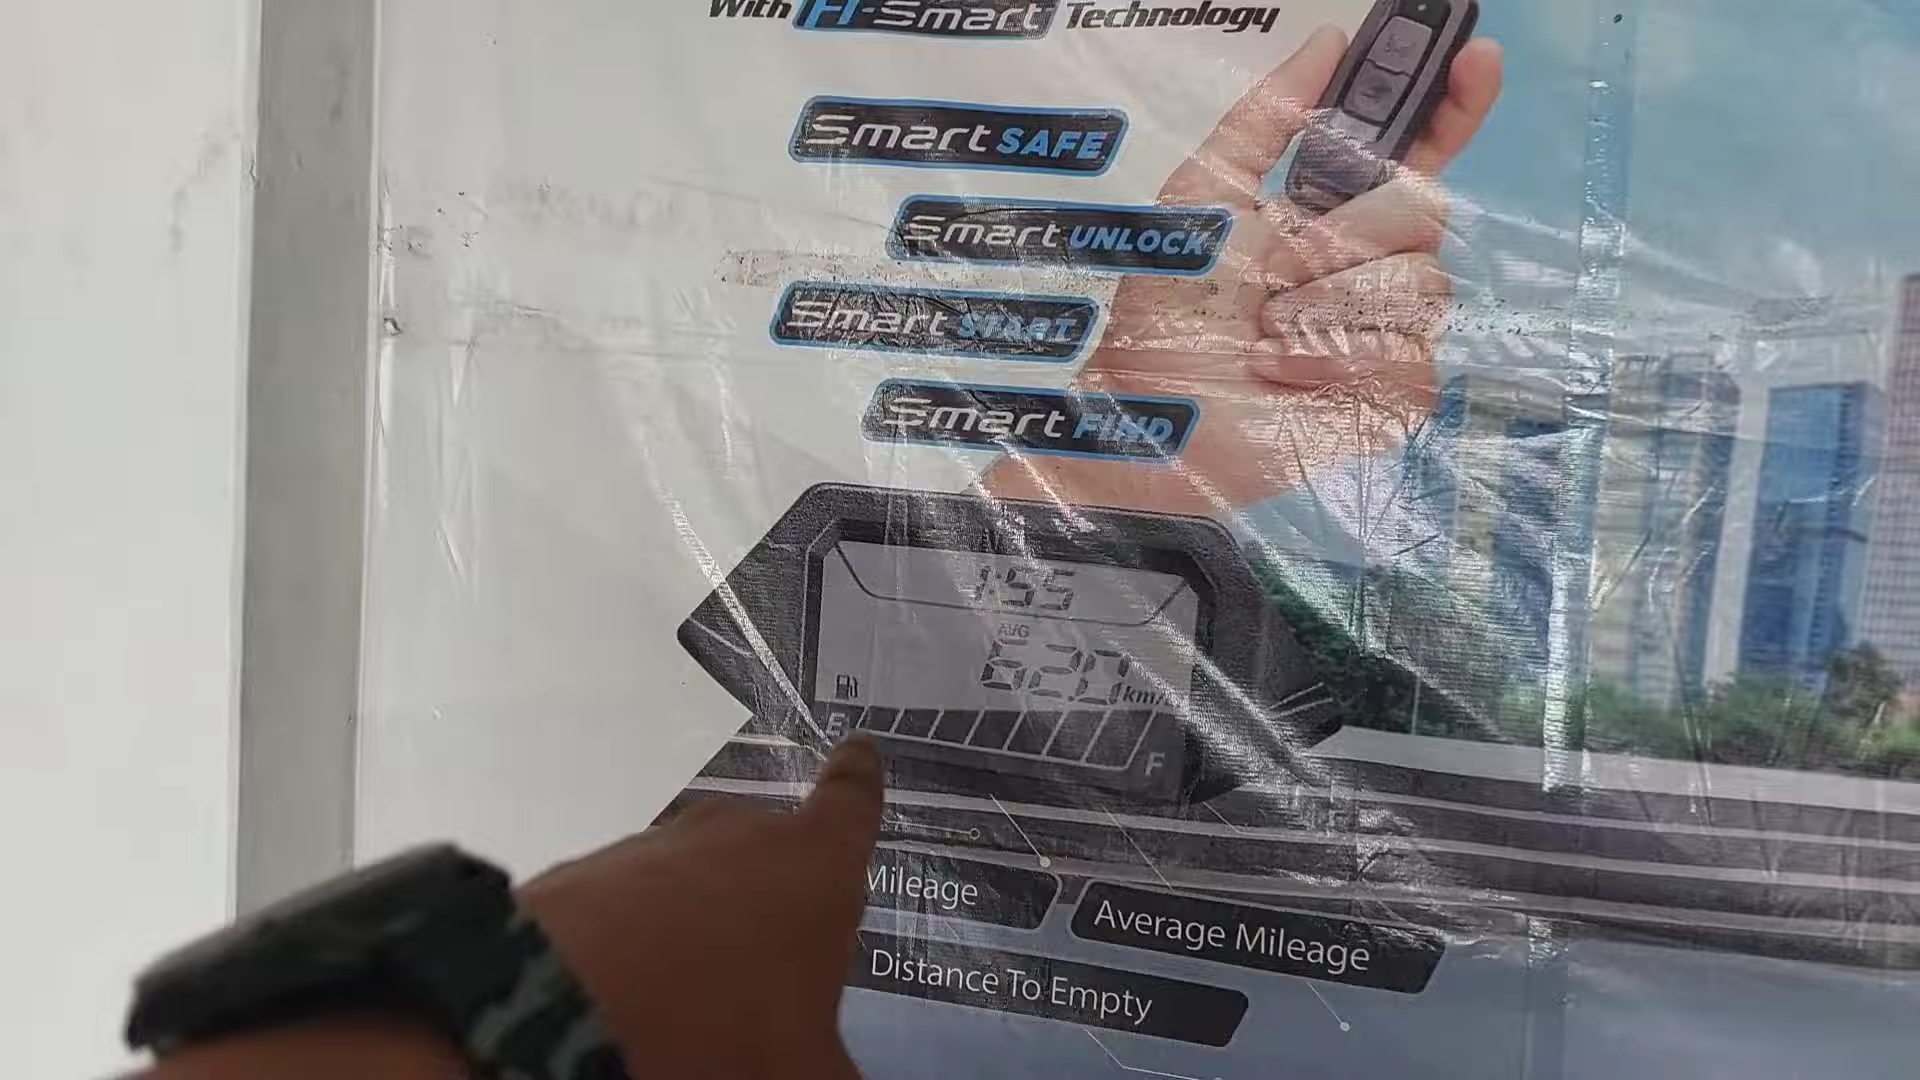 With H-Smart Technology
Smart SAFE
Smart UNLOCK
Smart START
Smart FIND
1:55
AVG
62.0 km/
E
F
Mileage
Average Mileage
Distance To Empty